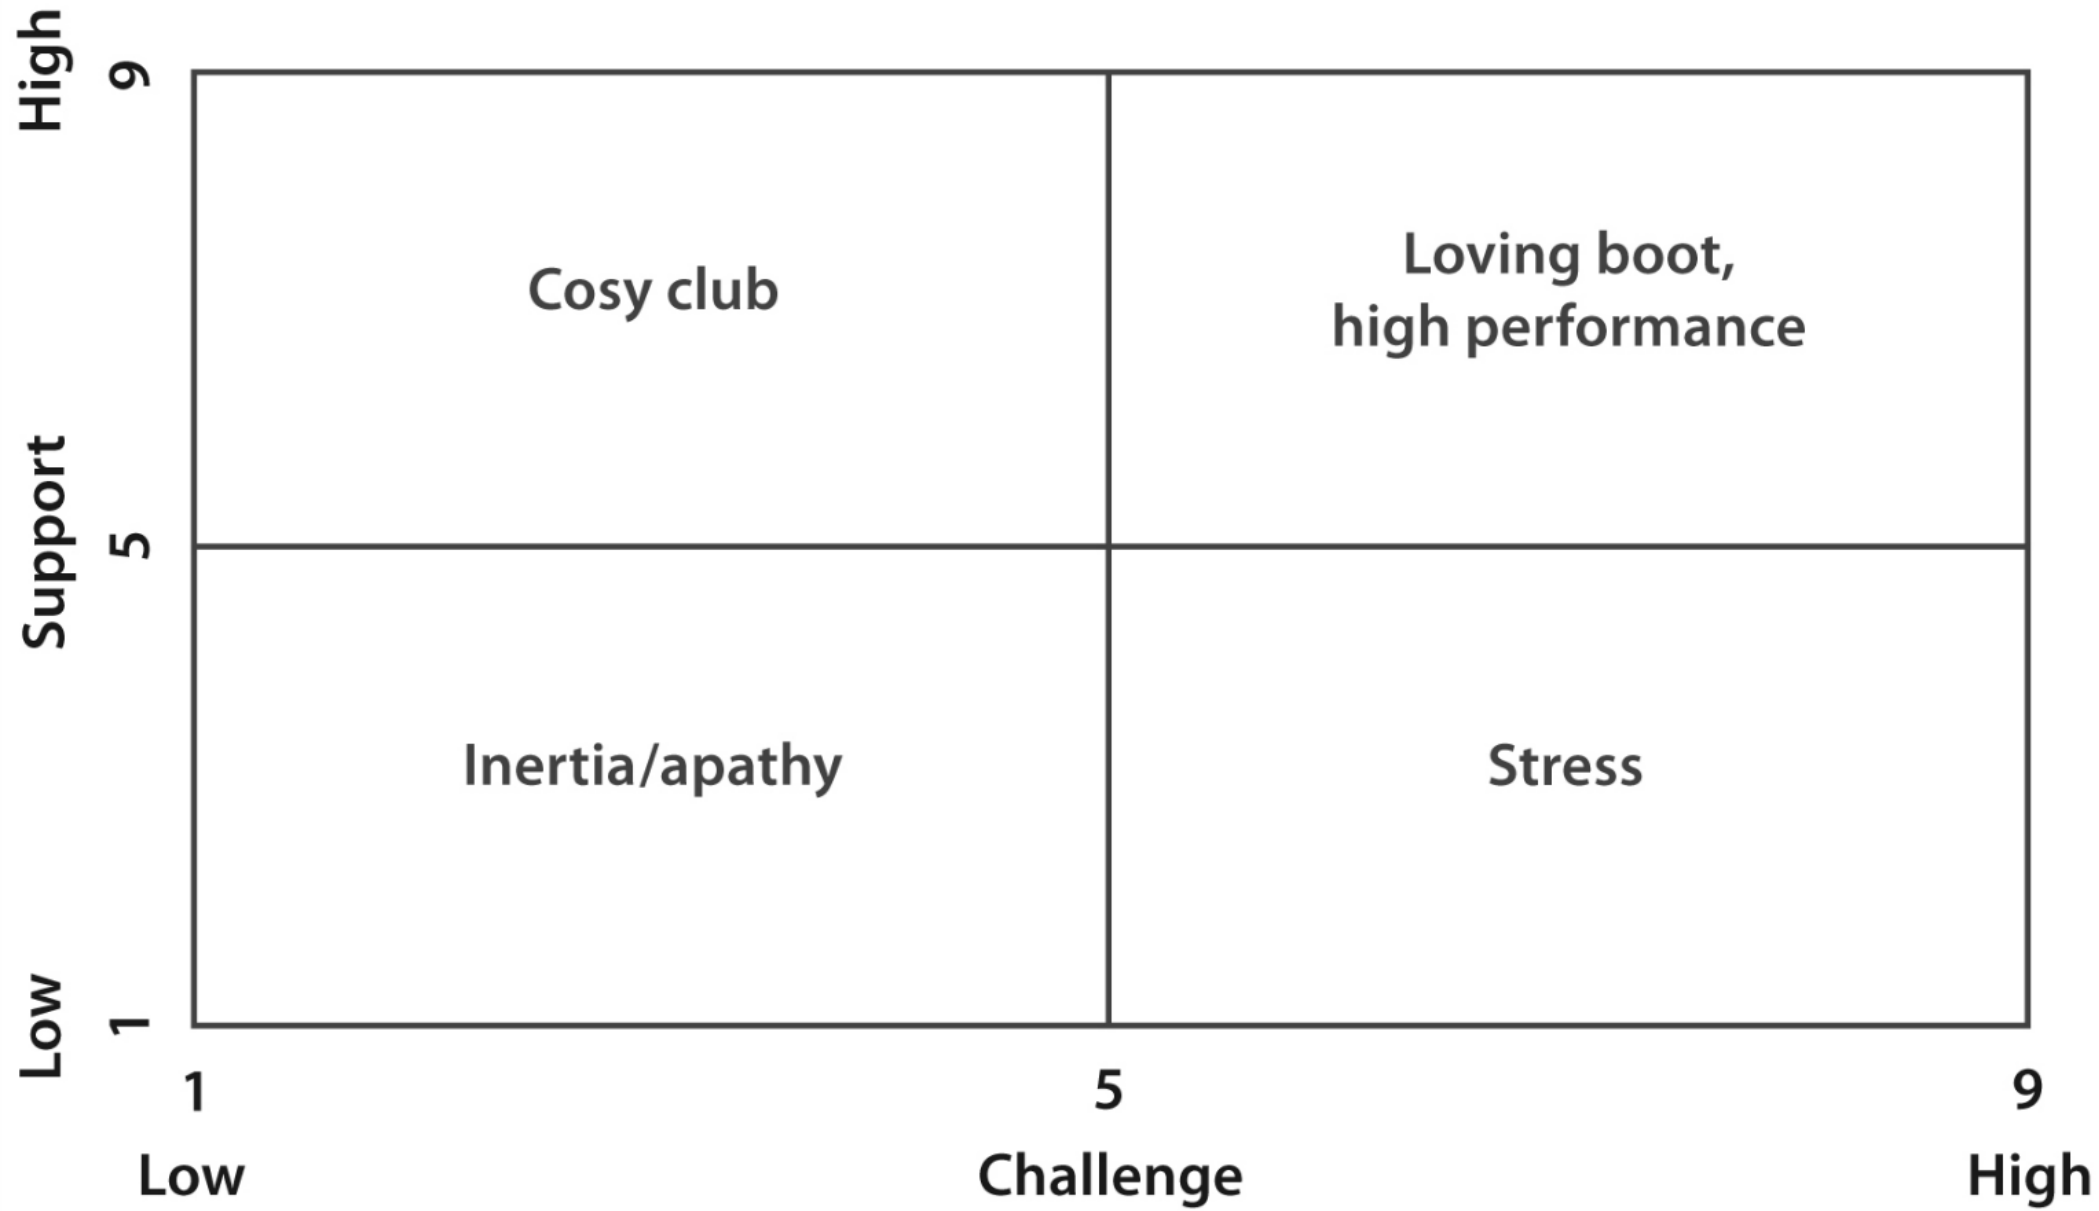 High
9
Cosy club
Loving boot,
high performance
Support
5
Inertia/apathy
Stress
Low
1
1
5
9
Low
Challenge
High